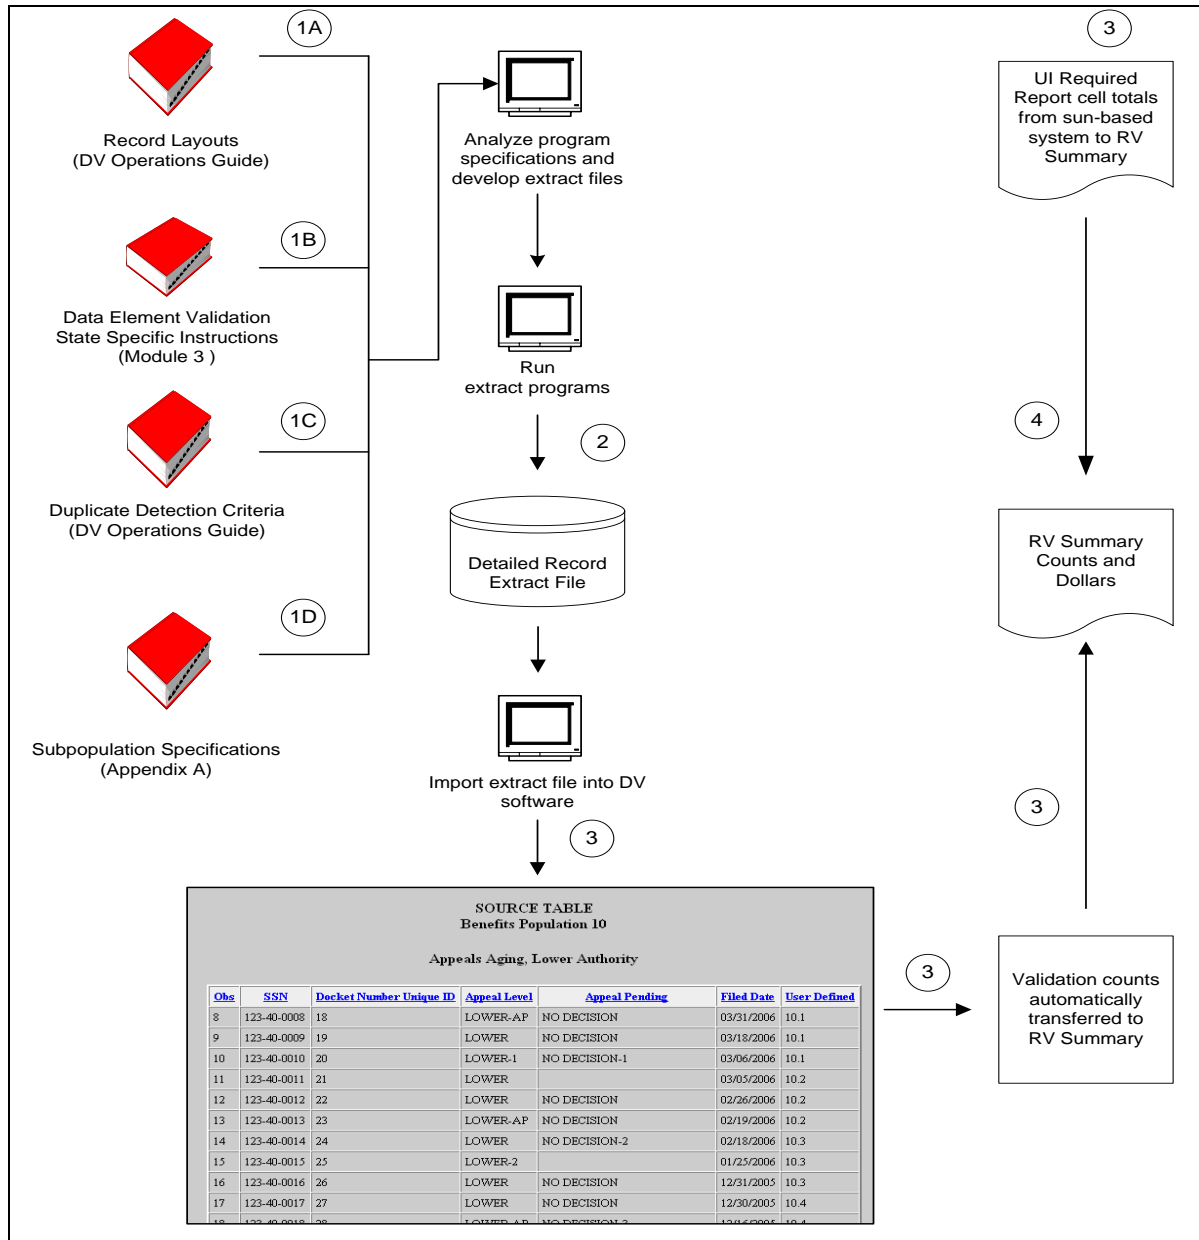 1A
Record Layouts
(DV Operations Guide)
1B
Data Element Validation
State Specific Instructions
(Module 3 )
1C
Duplicate Detection Criteria
(DV Operations Guide)
1D
Subpopulation Specifications
(Appendix A)
Analyze program
specifications and
develop extract files
Run
extract programs
2
Detailed Record
Extract File
Import extract file into DV
software
3
SOURCE TABLE
Benefits Population 10
Appeals Aging, Lower Authority
Obs SSN Docket Number Unique ID Appeal Level Appeal Pending Filed Date User Defined
8 123-40-0008 18 LOWER-AP NO DECISION 03/31/2006 10.1
9 123-40-0009 19 LOWER NO DECISION 03/18/2006 10.1
10 123-40-0010 20 LOWER-1 NO DECISION-1 03/06/2006 10.1
11 123-40-0011 21 LOWER 03/05/2006 10.2
12 123-40-0012 22 LOWER NO DECISION 02/26/2006 10.2
13 123-40-0013 23 LOWER-AP NO DECISION 02/19/2006 10.2
14 123-40-0014 24 LOWER NO DECISION-2 02/18/2006 10.3
15 123-40-0015 25 LOWER-2 01/25/2006 10.3
16 123-40-0016 26 LOWER NO DECISION 12/31/2005 10.3
17 123-40-0017 27 LOWER NO DECISION 12/30/2005 10.4
3
Validation counts
automatically
transferred to
RV Summary
3
RV Summary
Counts and
Dollars
4
3
UI Required
Report cell totals
from sun-based
system to RV
Summary